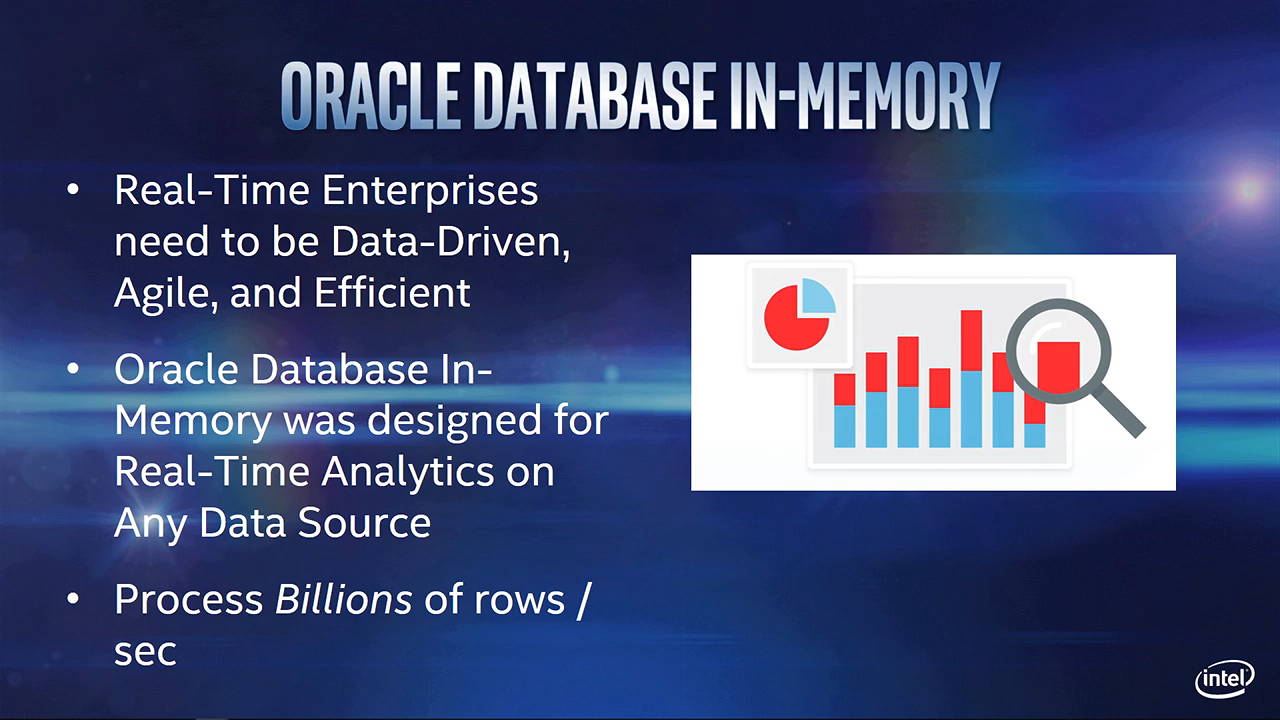 ORACLE DATABASE IN-MEMORY
• Real-Time Enterprises
need to be Data-Driven,
Agile, and Efficient
• Oracle Database In-
Memory was designed for
Real-Time Analytics on
Any Data Source
• Process Billions of rows /
sec
intel